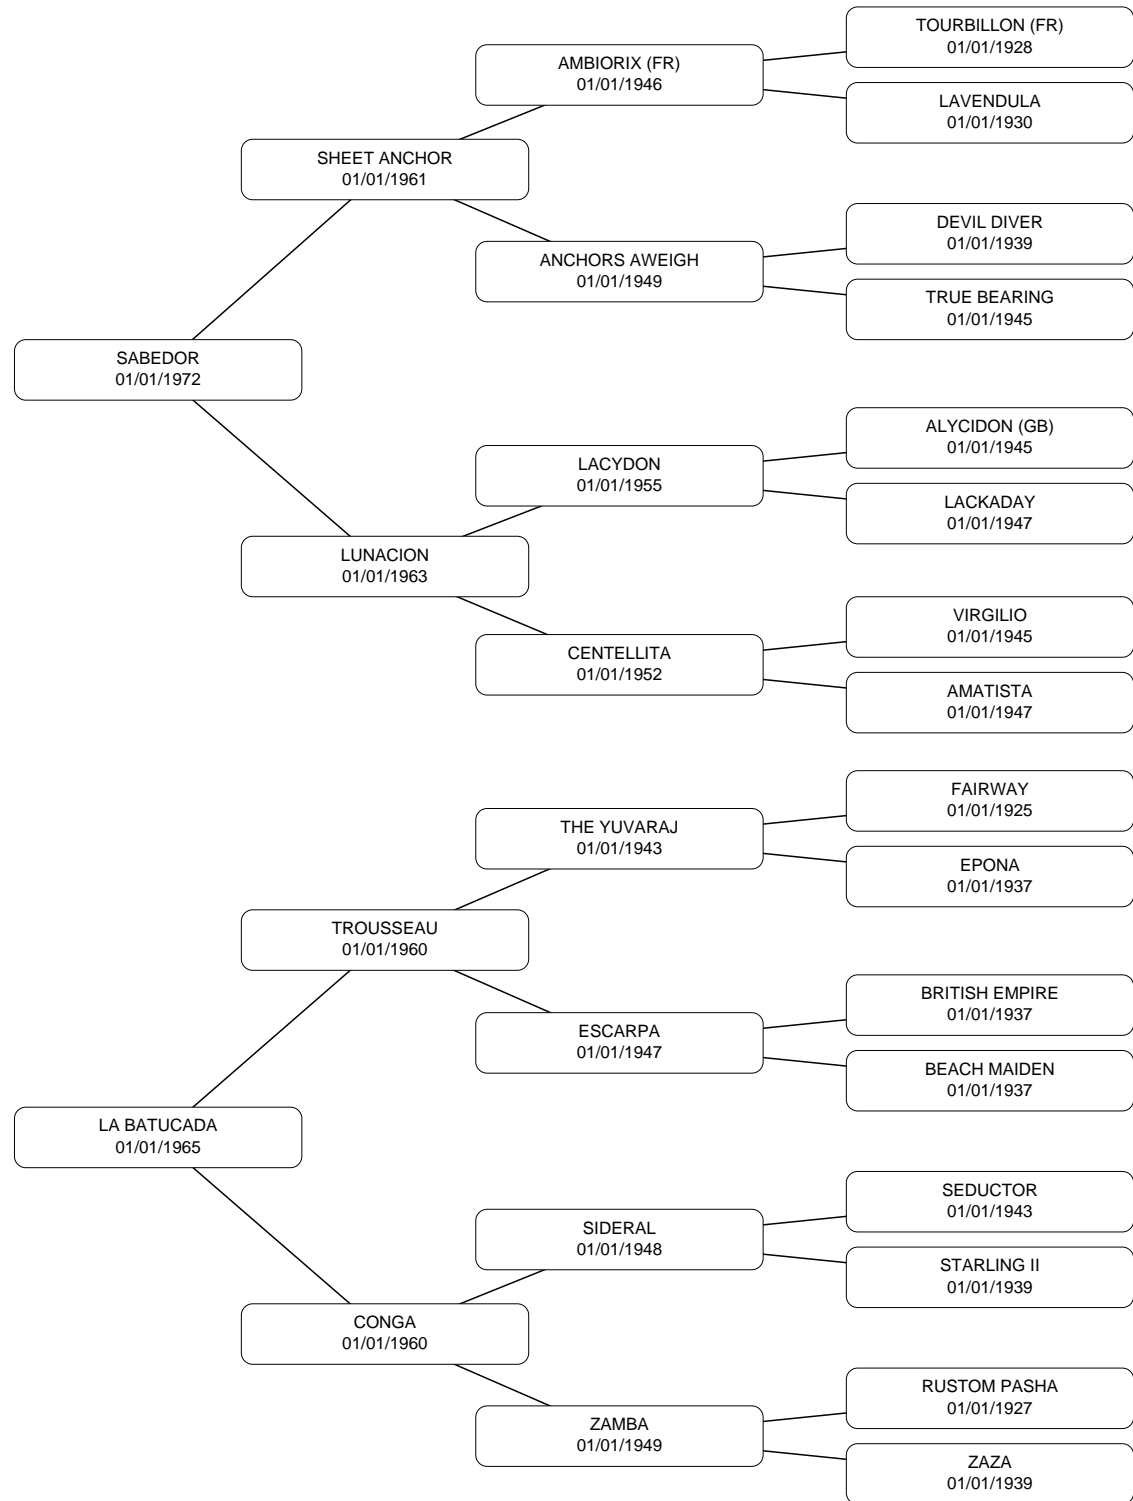 TOURBILLON (FR)
01/01/1928
AMBIORIX (FR)
01/01/1946
LAVENDULA
01/01/1930
SHEET ANCHOR
01/01/1961
DEVIL DIVER
01/01/1939
ANCHORS AWEIGH
01/01/1949
TRUE BEARING
01/01/1945
SABEDOR
01/01/1972
ALYCIDON (GB)
01/01/1945
LACYDON
01/01/1955
LACKADAY
01/01/1947
LUNACION
01/01/1963
VIRGILIO
01/01/1945
CENTELLITA
01/01/1952
AMATISTA
01/01/1947
FAIRWAY
01/01/1925
THE YUVARAJ
01/01/1943
EPONA
01/01/1937
TROUSSEAU
01/01/1960
BRITISH EMPIRE
01/01/1937
ESCARPA
01/01/1947
BEACH MAIDEN
01/01/1937
LA BATUCADA
01/01/1965
SEDUCTOR
01/01/1943
SIDERAL
01/01/1948
STARLING II
01/01/1939
CONGA
01/01/1960
RUSTOM PASHA
01/01/1927
ZAMBA
01/01/1949
ZAZA
01/01/1939